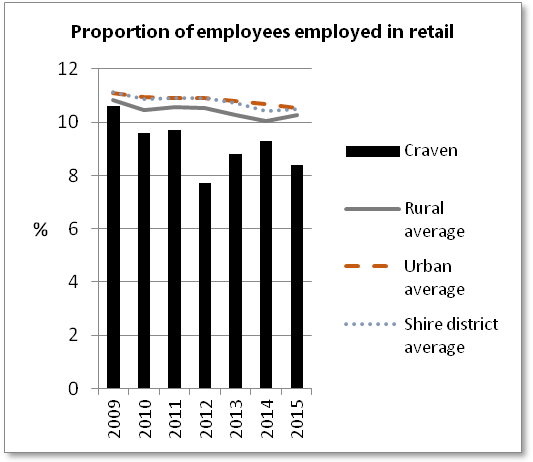 Proportion of employees employed in retail
12
10
8
6
4
2
0
%
2009
2010
2011
2012
2013
2014
2015
Craven
Rural
average
Urban
average
Shire district
average